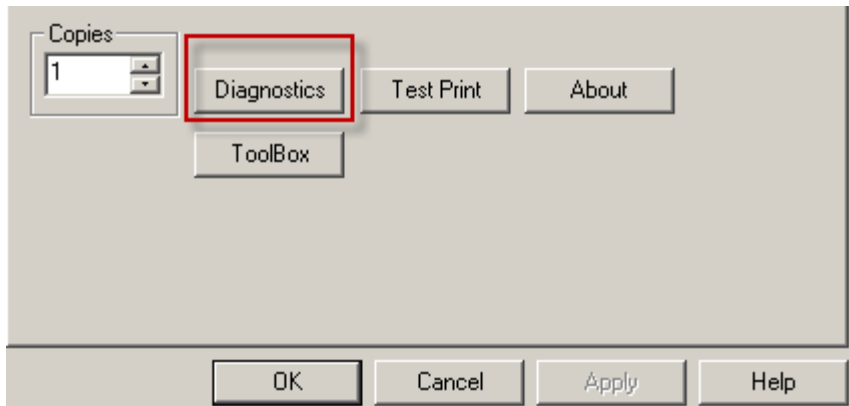 Copies
1
Diagnostics Test Print About
ToolBox
OK Cancel Apply Help